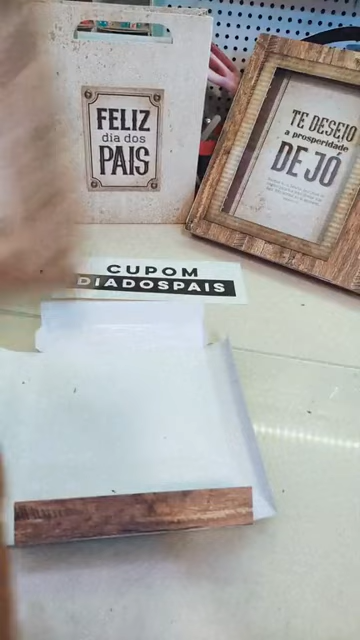 FELIZ
dia dos
PAIS
TE DESEJO
a prosperidade
DE JÓ
CUPOM
DIADOSPAIS